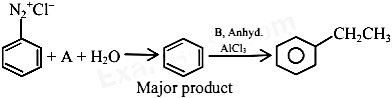 N₂⁺Cl⁻
+ A + H₂O
B, Anhyd.
AlCl₃
CH₂CH₃
Major product